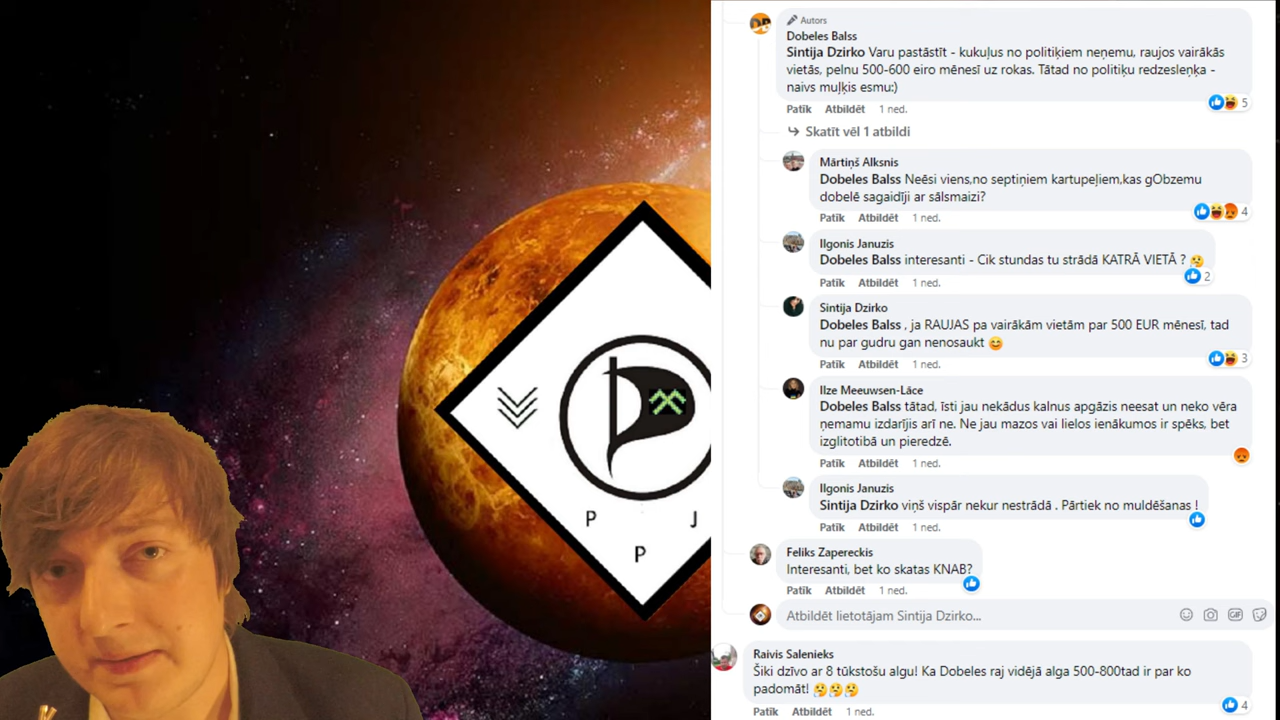 Autors
Dobeles Balss
Sintija Dzirko Varu pastāstīt - kukuļus no politiķiem neņemu, raujos vairākās
vietās, pelnu 500-600 eiro mēnesī uz rokas. Tātad no politiķu redzesleņķa -
naivs muļķis esmu:)
Patīk Atbildēt 1 ned.
5
Skatīt vēl 1 atbildi
Mārtiņš Alksnis
Dobeles Balss Neēsi viens,no septiņiem kartupeļiem,kas gObzemu
dobelē sagaidīji ar sālsmaizi?
Patīk Atbildēt 1 ned.
4
Ilgonis Januzis
Dobeles Balss interesanti - Cik stundas tu strādā KATRĀ VIETĀ ?
Patīk Atbildēt 1 ned.
2
Sintija Dzirko
Dobeles Balss , ja RAUJAS pa vairākām vietām par 500 EUR mēnesī, tad
nu par gudru gan nenosaukt 😊
Patīk Atbildēt 1 ned.
3
Ilze Meeuwsen-Lāce
Dobeles Balss tātad, īsti jau nekādus kalnus apgāzis neesat un neko vēra
ņemamu izdarījis arī ne. Ne jau mazos vai lielos ienākumos ir spēks, bet
izglītotibā un pieredzē.
Patīk Atbildēt 1 ned.
Ilgonis Januzis
Sintija Dzirko viņš vispār nekur nestrādā . Pārtiek no muldēšanas !
Patīk Atbildēt 1 ned.
Feliks Zapereckis
Interesanti, bet ko skatas KNAB?
Patīk Atbildēt 1 ned.
Atbildēt lietotājam Sintija Dzirko...
GIF
Raivis Salenieks
Šiki dzīvo ar 8 tūkstošu algu! Ka Dobeles raj vidējā alga 500-800tad ir par ko
padomāt! 🤔🤔🤔
Patīk Atbildēt 1 ned.
4
P J
P